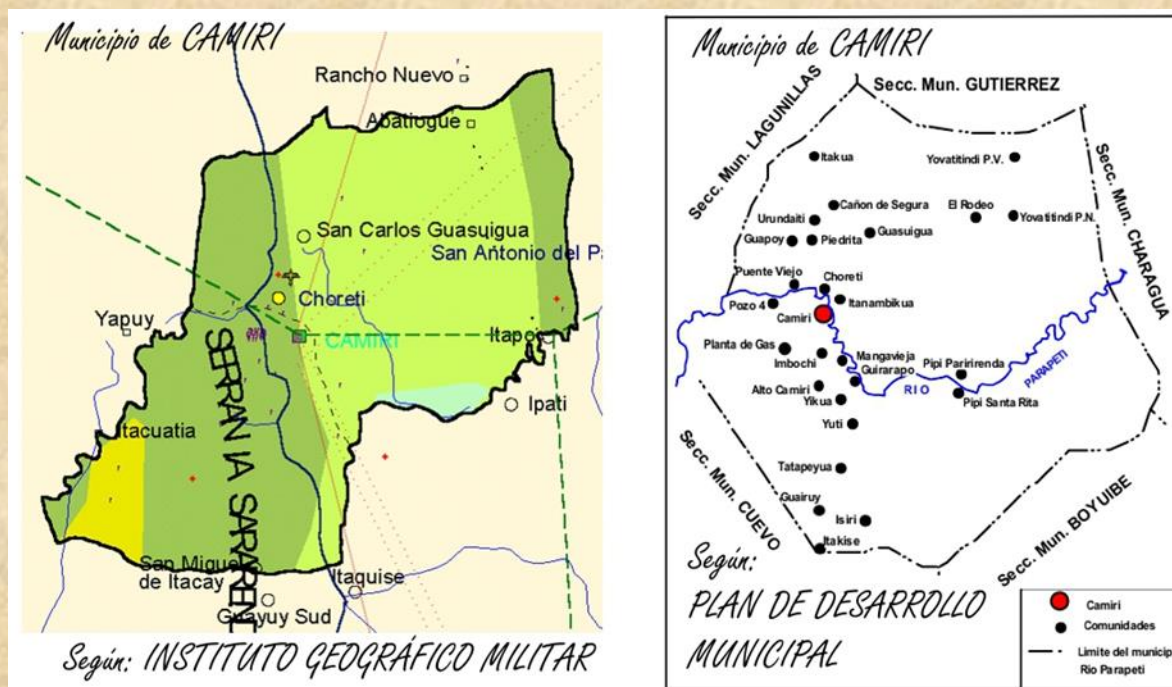 Municipio de CAMIRI
Rancho Nuevo
Abatiogue
San Carlos Guasuigua
San Antonio del Pa
Choreti
Yapuy
CAMIRI
Itapo
Ipati
Itacuatia
SERRANIA SARAREND
San Migue
de Itacay
Itaquise
Guayuy Sud
Según: INSTITUTO GEOGRÁFICO MILITAR
Municipio de CAMIRI
Secc. Mun. LAGUNILLAS
Secc. Mun. GUTIERREZ
Secc. Mun. CHARAGUA
Itakua
Yovatitindi P.V.
Cañon de Segura
El Rodeo
Yovatitindi P.N.
Urundaiti
Guasuigua
Guapoy
Piedrita
Puente Viejo
Choreti
Pozo 4
Itanambikua
Camiri
Planta de Gas
Imbochi
Mangavieja
Guirarapo
Pipi Paririrenda
Alto Camiri
RIO
PARAPETI
Yikua
Pipi Santa Rita
Yuti
Tatapeyua
Guairuy
Isiri
Itakise
Secc. Mun. CUEVO
Secc. Mun. BOYUIBE
Según:
PLAN DE DESARROLLO
MUNICIPAL
Camiri
Comunidades
Limite del municip
Rio Parapeti